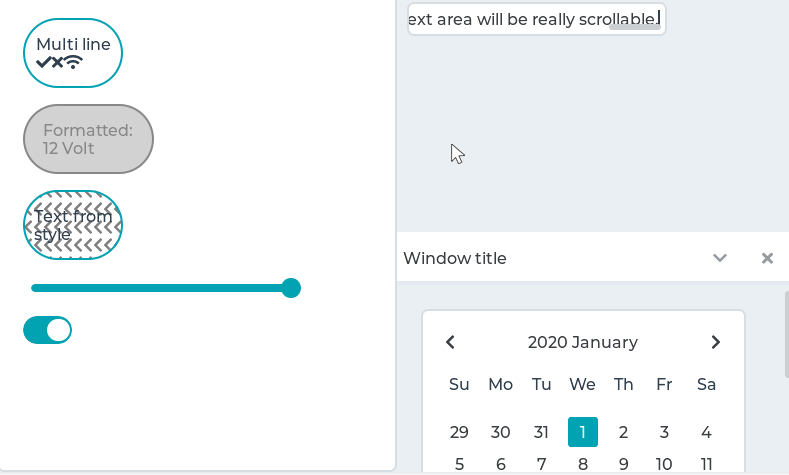 Multi line
Formatted:
12 Volt
Text from
style
ext area will be really scrollable.
Window title
2020 January
Su Mo Tu We Th Fr Sa
29 30 31 1 2 3 4
5 6 7 8 9 10 11